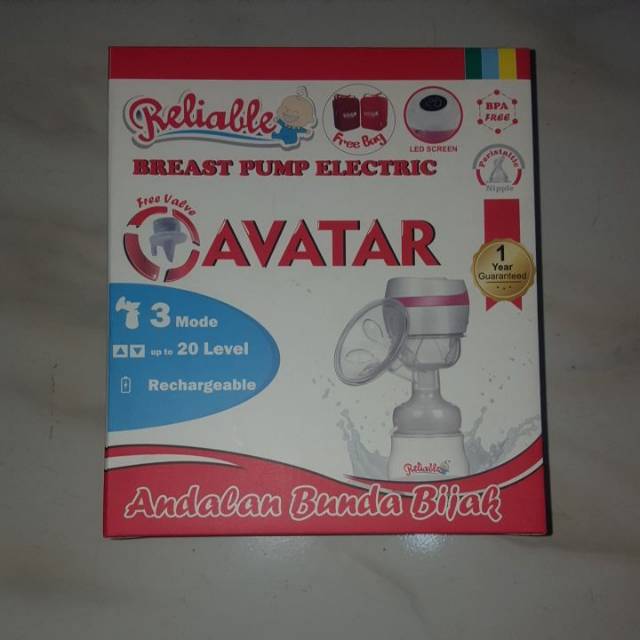 Reliable
Free Bag
LED SCREEN
BPA
FREE
BREAST PUMP ELECTRIC
Peristaltic
Nipple
Free Valve
AVATAR
1
Year
Guaranteed
3 Mode
up to 20 Level
Rechargeable
Reliable
Andalan Bunda Bijak